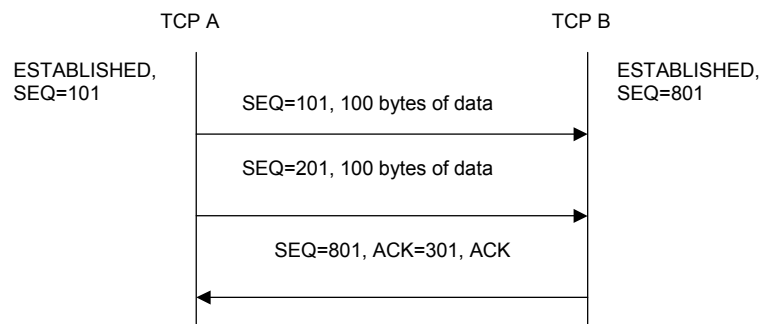 TCP A
TCP B
ESTABLISHED,
SEQ=101
ESTABLISHED,
SEQ=801
SEQ=101, 100 bytes of data
SEQ=201, 100 bytes of data
SEQ=801, ACK=301, ACK